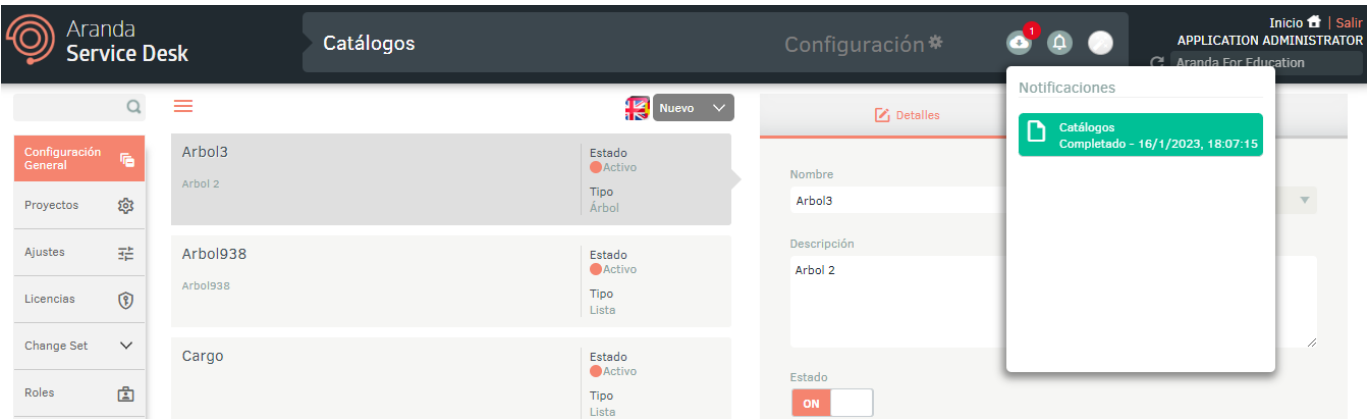 Aranda
Service Desk
Catálogos
Configuración
1
Inicio | Salir
APPLICATION ADMINISTRATOR
Aranda For Education
Notificaciones
Catálogos
Completado - 16/1/2023, 18:07:15
Nuevo
Configuración
General
Proyectos
Ajustes
Licencias
Change Set
Roles
Arbol3
Arbol 2
Estado
Activo
Tipo
Árbol
Arbol938
Arbol938
Estado
Activo
Tipo
Lista
Cargo
Estado
Activo
Tipo
Lista
Detalles
Nombre
Arbol3
Descripción
Arbol 2
Estado
ON